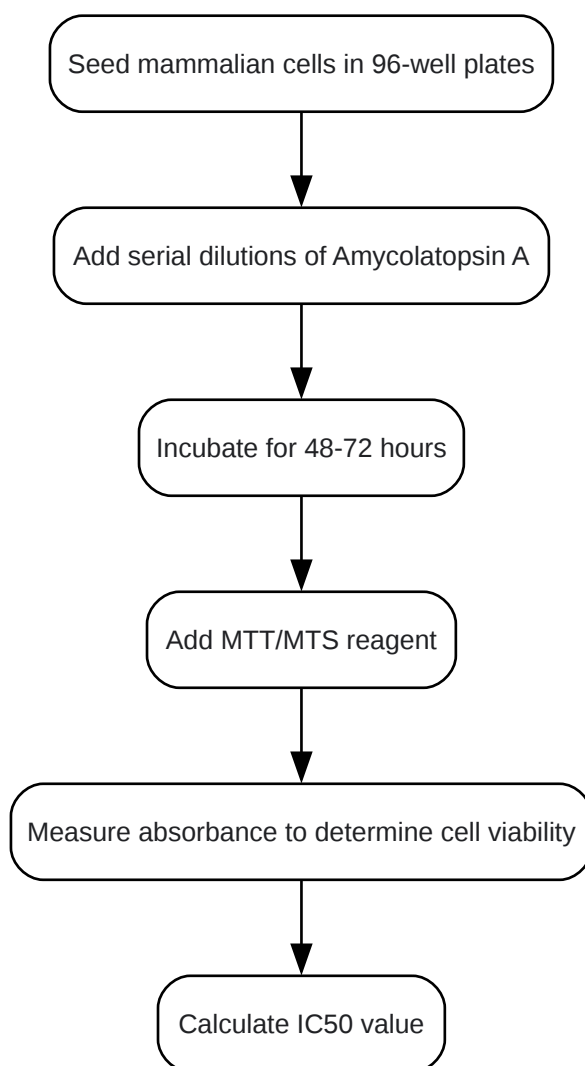 Seed mammalian cells in 96-well plates
Add serial dilutions of Amycolatopsin A
Incubate for 48-72 hours
Add MTT/MTS reagent
Measure absorbance to determine cell viability
Calculate IC50 value